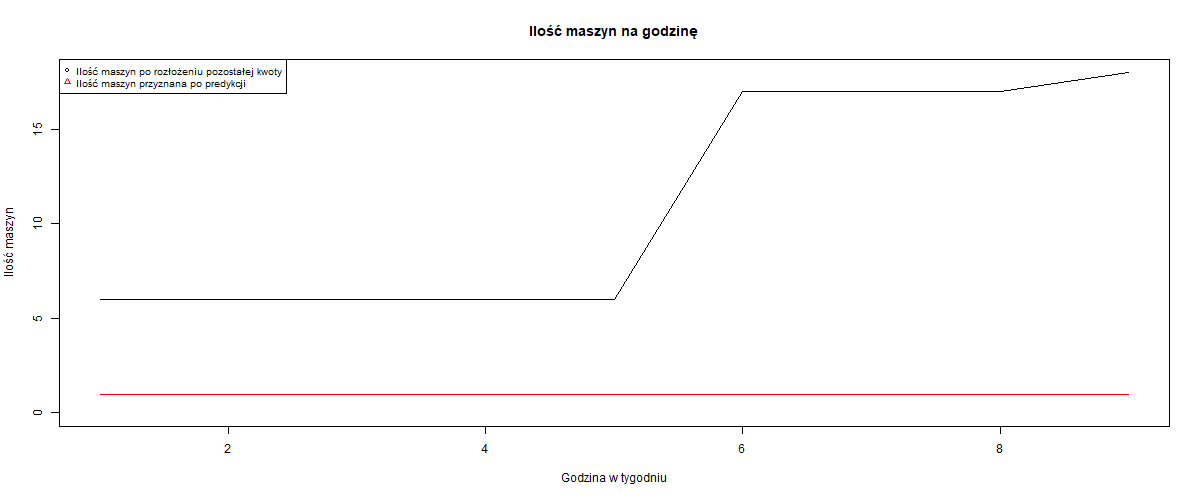 Ilość maszyn na godzinę
Ilość maszyn po rozłożeniu pozostałej kwoty
Ilość maszyn przyznana po predykcji
Ilość maszyn
15
10
5
0
2 4 6 8
Godzina w tygodniu